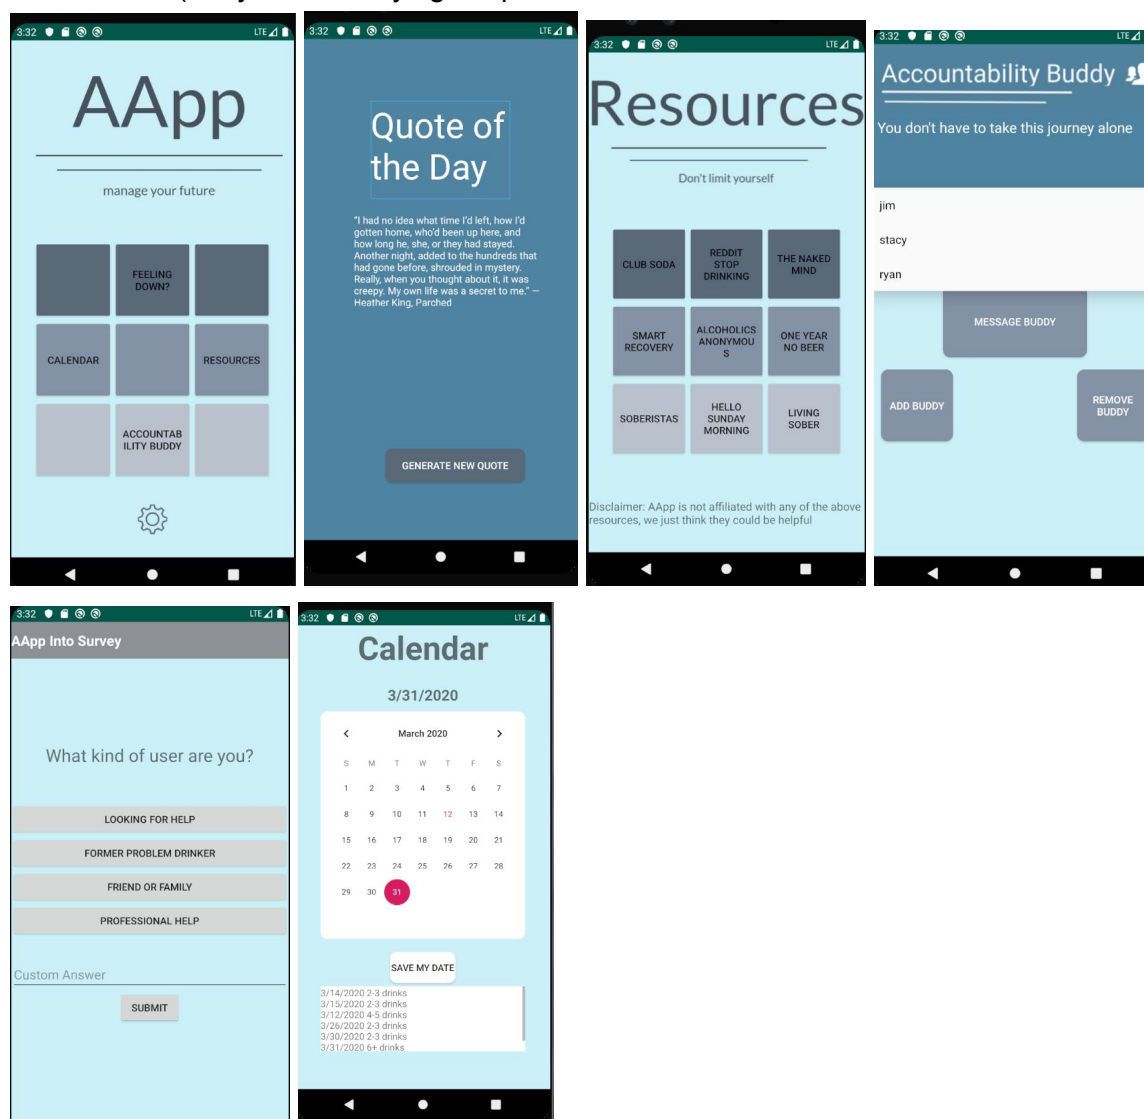 3:32 LTE
AApp
manage your future
FEELING
DOWN?
CALENDAR
RESOURCES
ACCOUNTAB
ILITY BUDDY
3:32 LTE
Quote of
the Day
"I had no idea what time I'd left, how I'd
gotten home, who'd been up here, and
how long he, she, or they had stayed.
Another night, added to the hundreds that
had gone before, shrouded in mystery.
Really, when you thought about it, it was
creepy. My own life was a secret to me." —
Heather King, Parched
GENERATE NEW QUOTE
3:32 LTE
Resources
Don't limit yourself
CLUB SODA
REDDIT
STOP
DRINKING
THE NAKED
MIND
SMART
RECOVERY
ALCOHOLICS
ANONYMOU
S
ONE YEAR
NO BEER
SOBERISTAS
HELLO
SUNDAY
MORNING
LIVING
SOBER
Disclaimer: AApp is not affiliated with any of the above
resources, we just think they could be helpful
3:32 LTE
Accountability Buddy
You don't have to take this journey alone
jim
stacy
ryan
MESSAGE BUDDY
ADD BUDDY
REMOVE
BUDDY
3:32 LTE
AApp Into Survey
What kind of user are you?
LOOKING FOR HELP
FORMER PROBLEM DRINKER
FRIEND OR FAMILY
PROFESSIONAL HELP
Custom Answer
SUBMIT
3:32 LTE
Calendar
3/31/2020
March 2020
S M T W T F S
1 2 3 4 5 6 7
8 9 10 11 12 13 14
15 16 17 18 19 20 21
22 23 24 25 26 27 28
29 30 31
SAVE MY DATE
3/14/2020 2-3 drinks
3/15/2020 2-3 drinks
3/12/2020 4-5 drinks
3/26/2020 2-3 drinks
3/30/2020 2-3 drinks
3/31/2020 6+ drinks